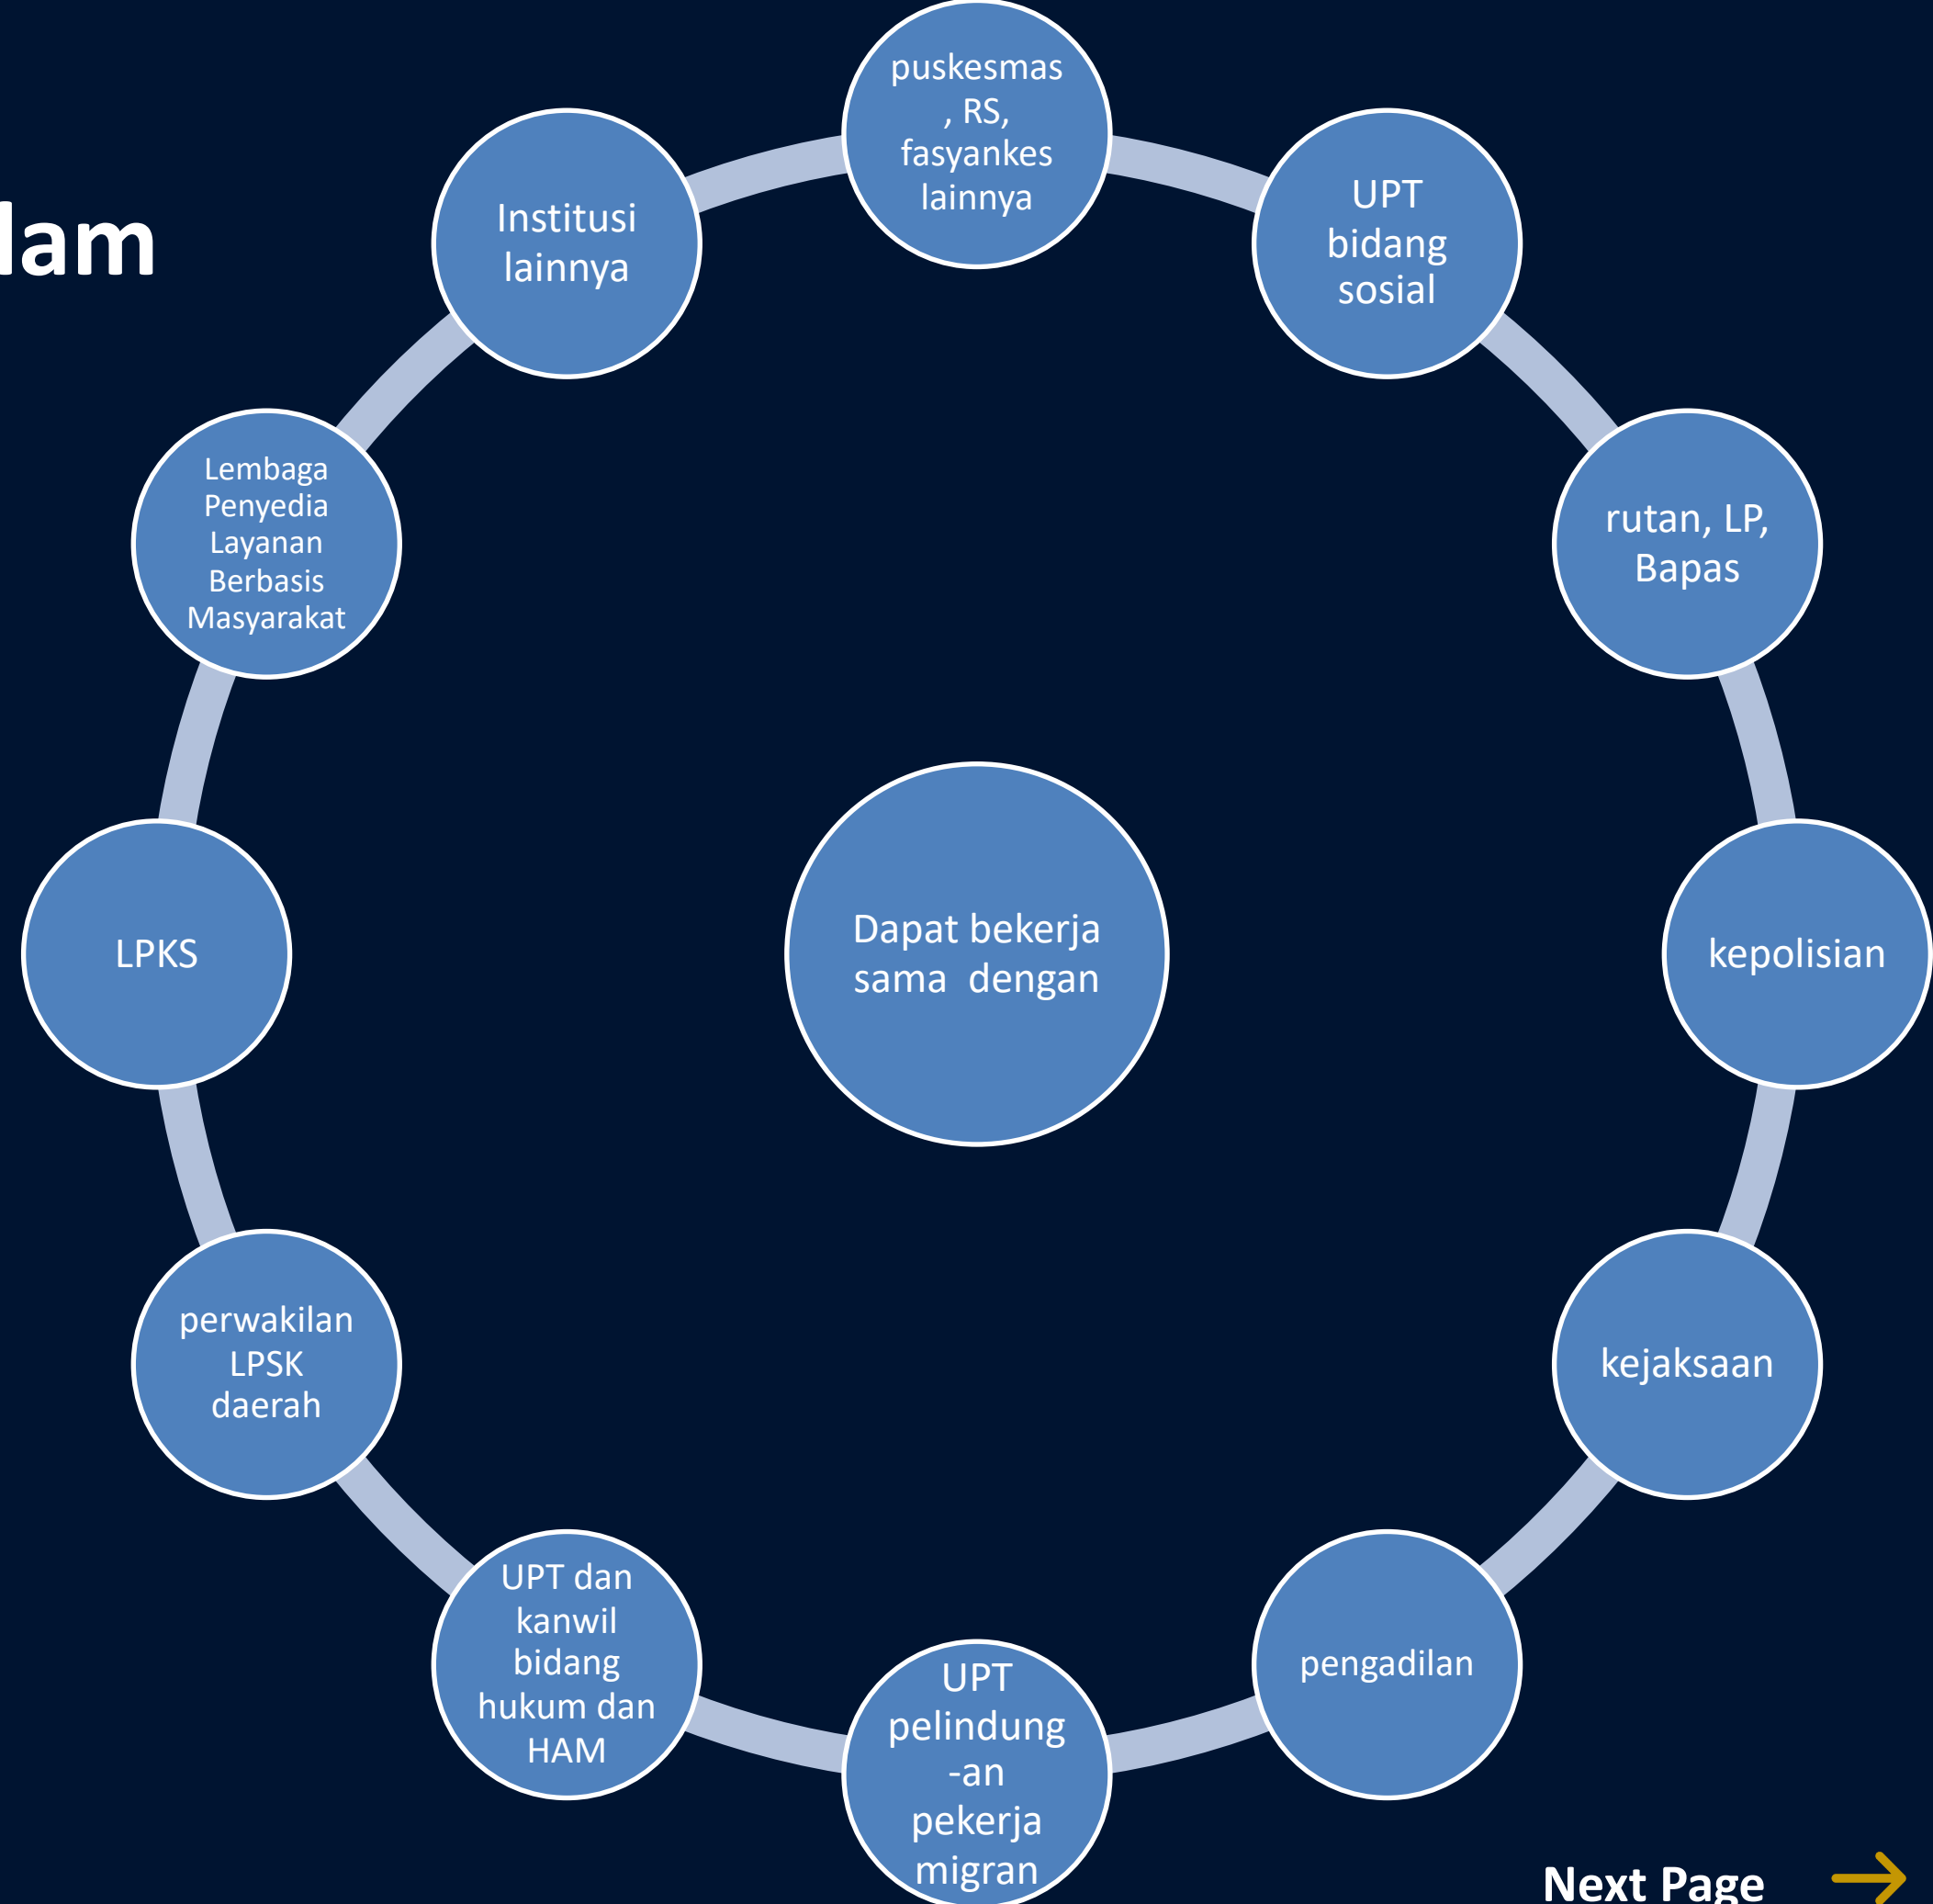 lam
puskesmas
, RS,
fasyankes
lainnya
UPT
bidang
sosial
rutan, LP,
Bapas
kepolisian
kejaksaan
pengadilan
UPT
pelindung
-an
pekerja
migran
UPT dan
kanwil
bidang
hukum dan
HAM
perwakilan
LPSK
daerah
LPKS
Lembaga
Penyedia
Layanan
Berbasis
Masyarakat
Institusi
lainnya
Dapat bekerja
sama  dengan
Next Page